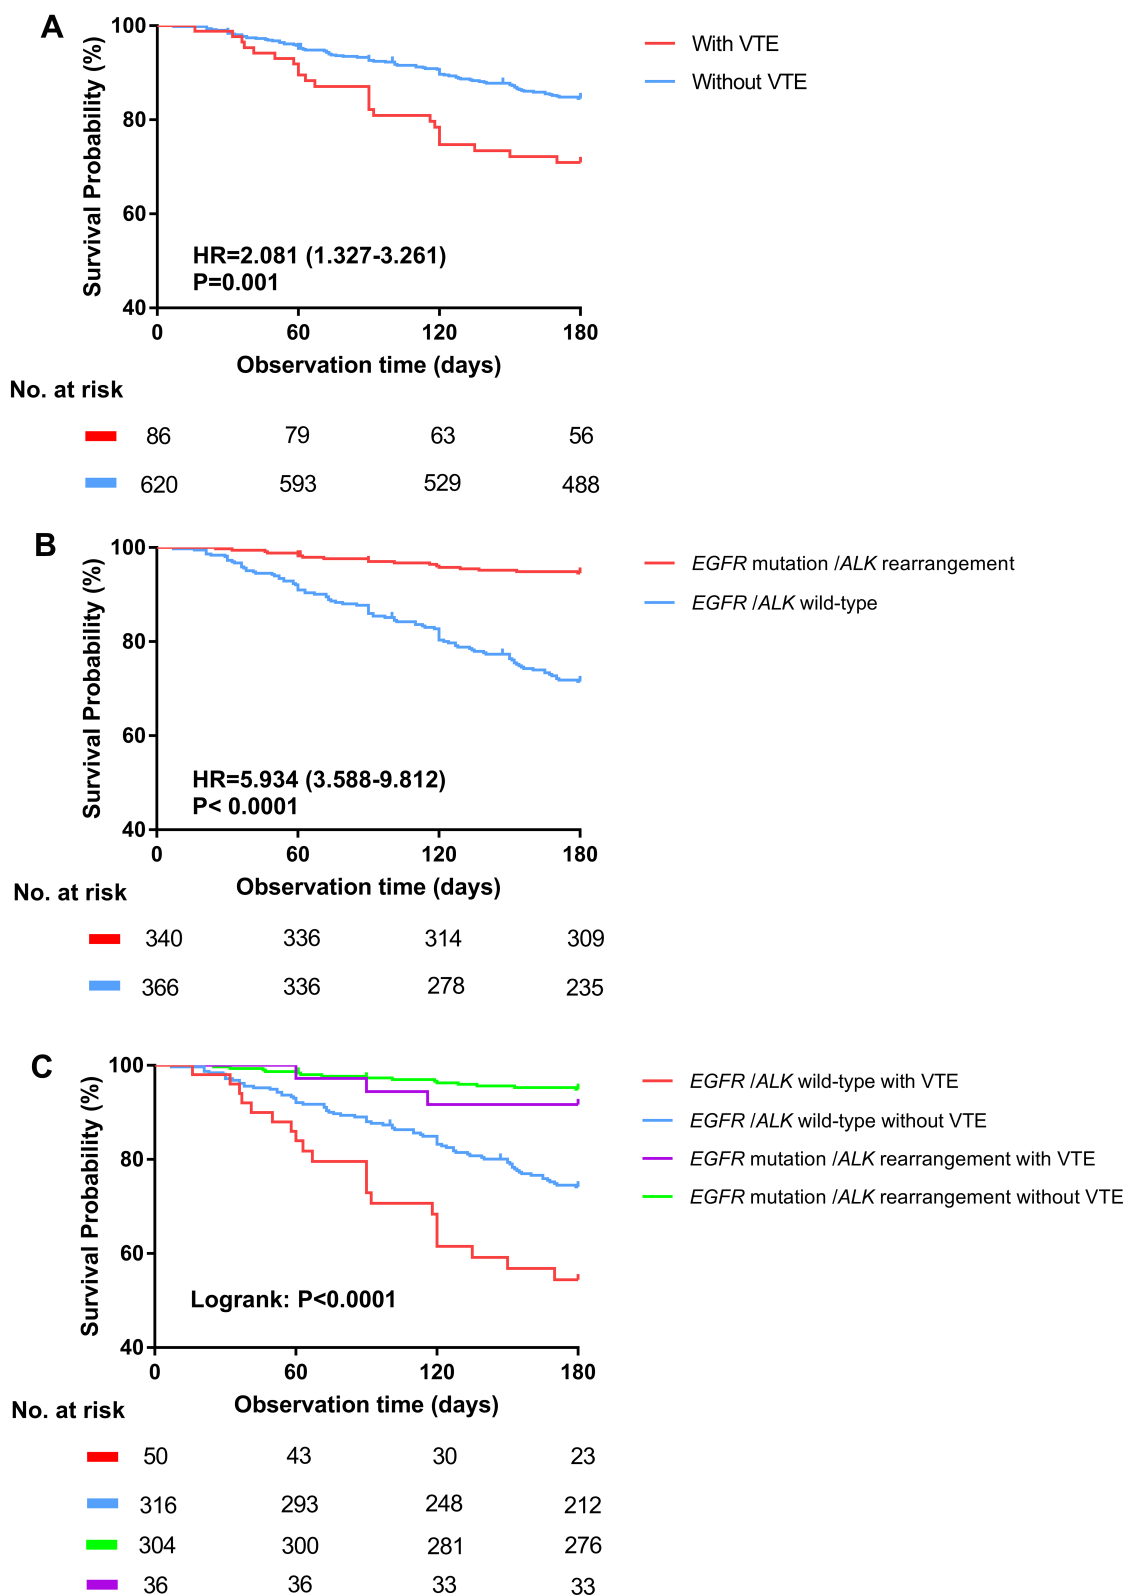 A
Survival Probability (%)
100
80
60
40
0 60 120 180
Observation time (days)
HR=2.081 (1.327-3.261)
P=0.001
With VTE
Without VTE
No. at risk
86 79 63 56
620 593 529 488
B
Survival Probability (%)
100
80
60
40
0 60 120 180
Observation time (days)
HR=5.934 (3.588-9.812)
P< 0.0001
EGFR mutation /ALK rearrangement
EGFR /ALK wild-type
No. at risk
340 336 314 309
366 336 278 235
C
Survival Probability (%)
100
80
60
40
0 60 120 180
Observation time (days)
Logrank: P<0.0001
EGFR /ALK wild-type with VTE
EGFR /ALK wild-type without VTE
EGFR mutation /ALK rearrangement with VTE
EGFR mutation /ALK rearrangement without VTE
No. at risk
50 43 30 23
316 293 248 212
304 300 281 276
36 36 33 33